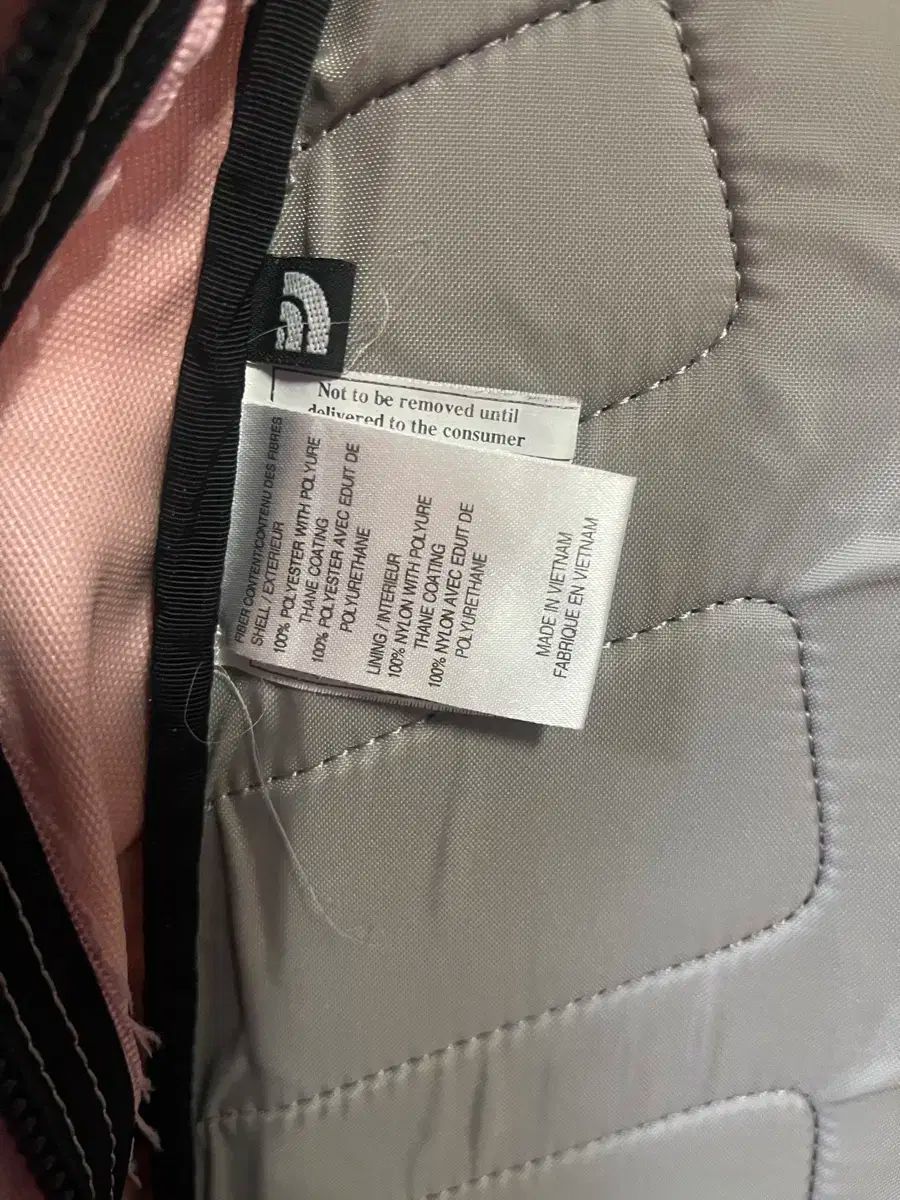 Not to be removed until
delivered to the consumer
FIBER CONTENT/CONTENU DES FIBRES
SHELL / EXTERIEUR
100% POLYESTER WITH POLYURE
THANE COATING
100% POLYESTER AVEC EDUIT DE
POLYURETHANE
LINING / INTERIEUR
100% NYLON WITH POLYURE
THANE COATING
100% NYLON AVEC EDUIT DE
POLYURETHANE
MADE IN VIETNAM
FABRIQUE EN VIETNAM